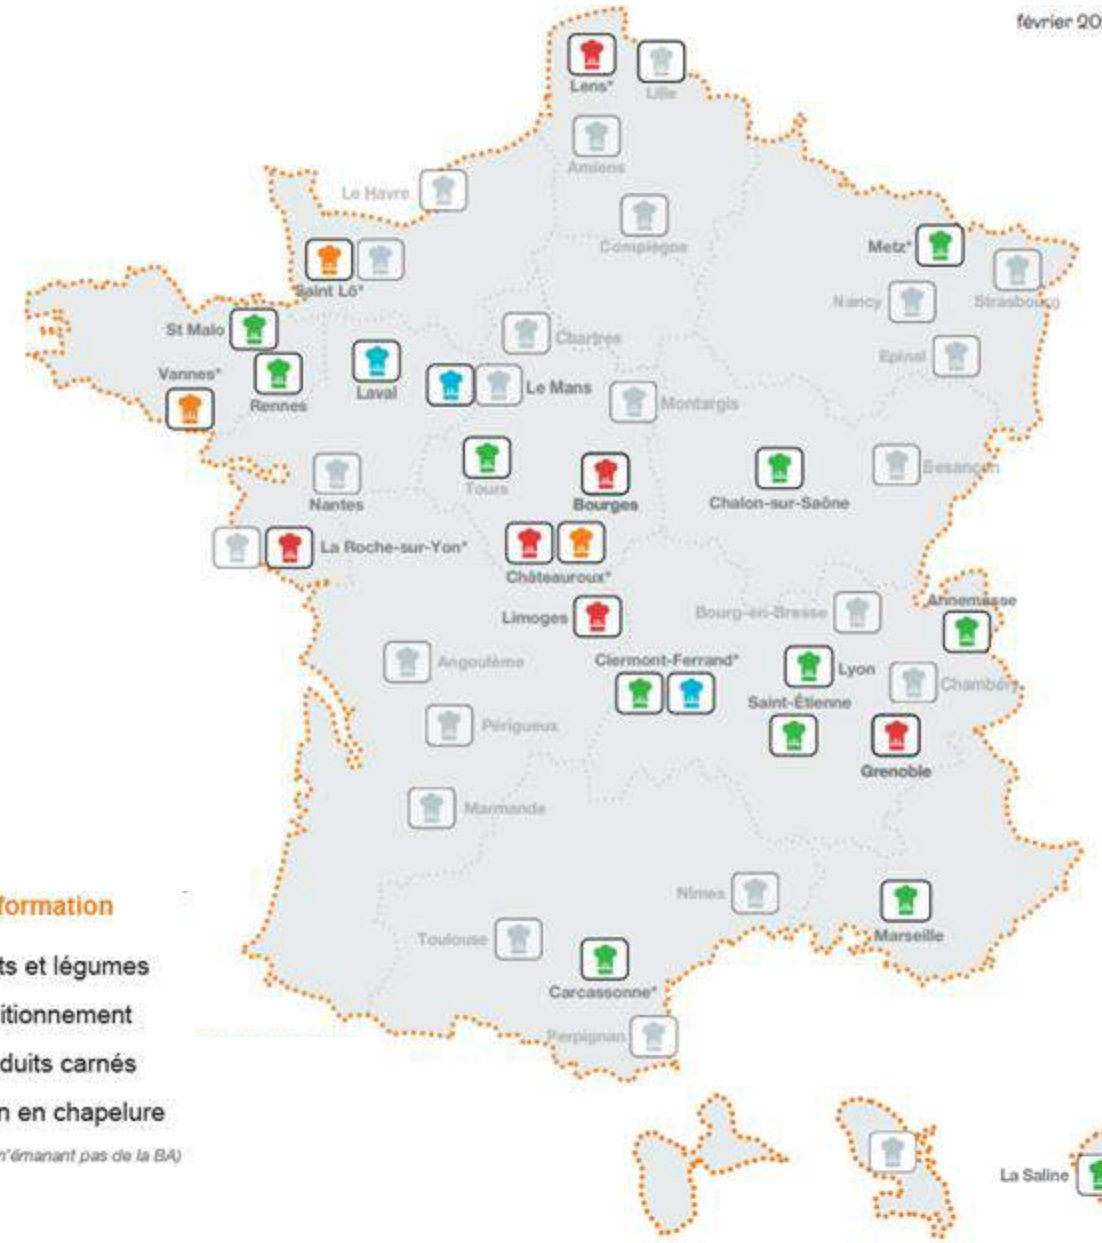 février 20
Lens*
Lille
Amiens
Le Havre
Compiègne
Metz*
Saint Lô*
Nancy
Strasbourg
St Malo
Chartres
Epinal
Vannes*
Rennes
Laval
Le Mans
Montargis
Tours
Bourges
Chalon-sur-Saône
Besançon
Nantes
La Roche-sur-Yon*
Châteauroux*
Annemasse
Limoges
Bourg-en-Bresse
Angoulème
Clermont-Ferrand*
Lyon
Chambéry
Saint-Étienne
Périgueux
Grenoble
Marmande
Nîmes
formation
Marseille
Toulouse
ts et légumes
Carcassonne*
itionnement
Perpignan
duits carnés
n en chapelure
n'émanant pas de la BA)
La Saline